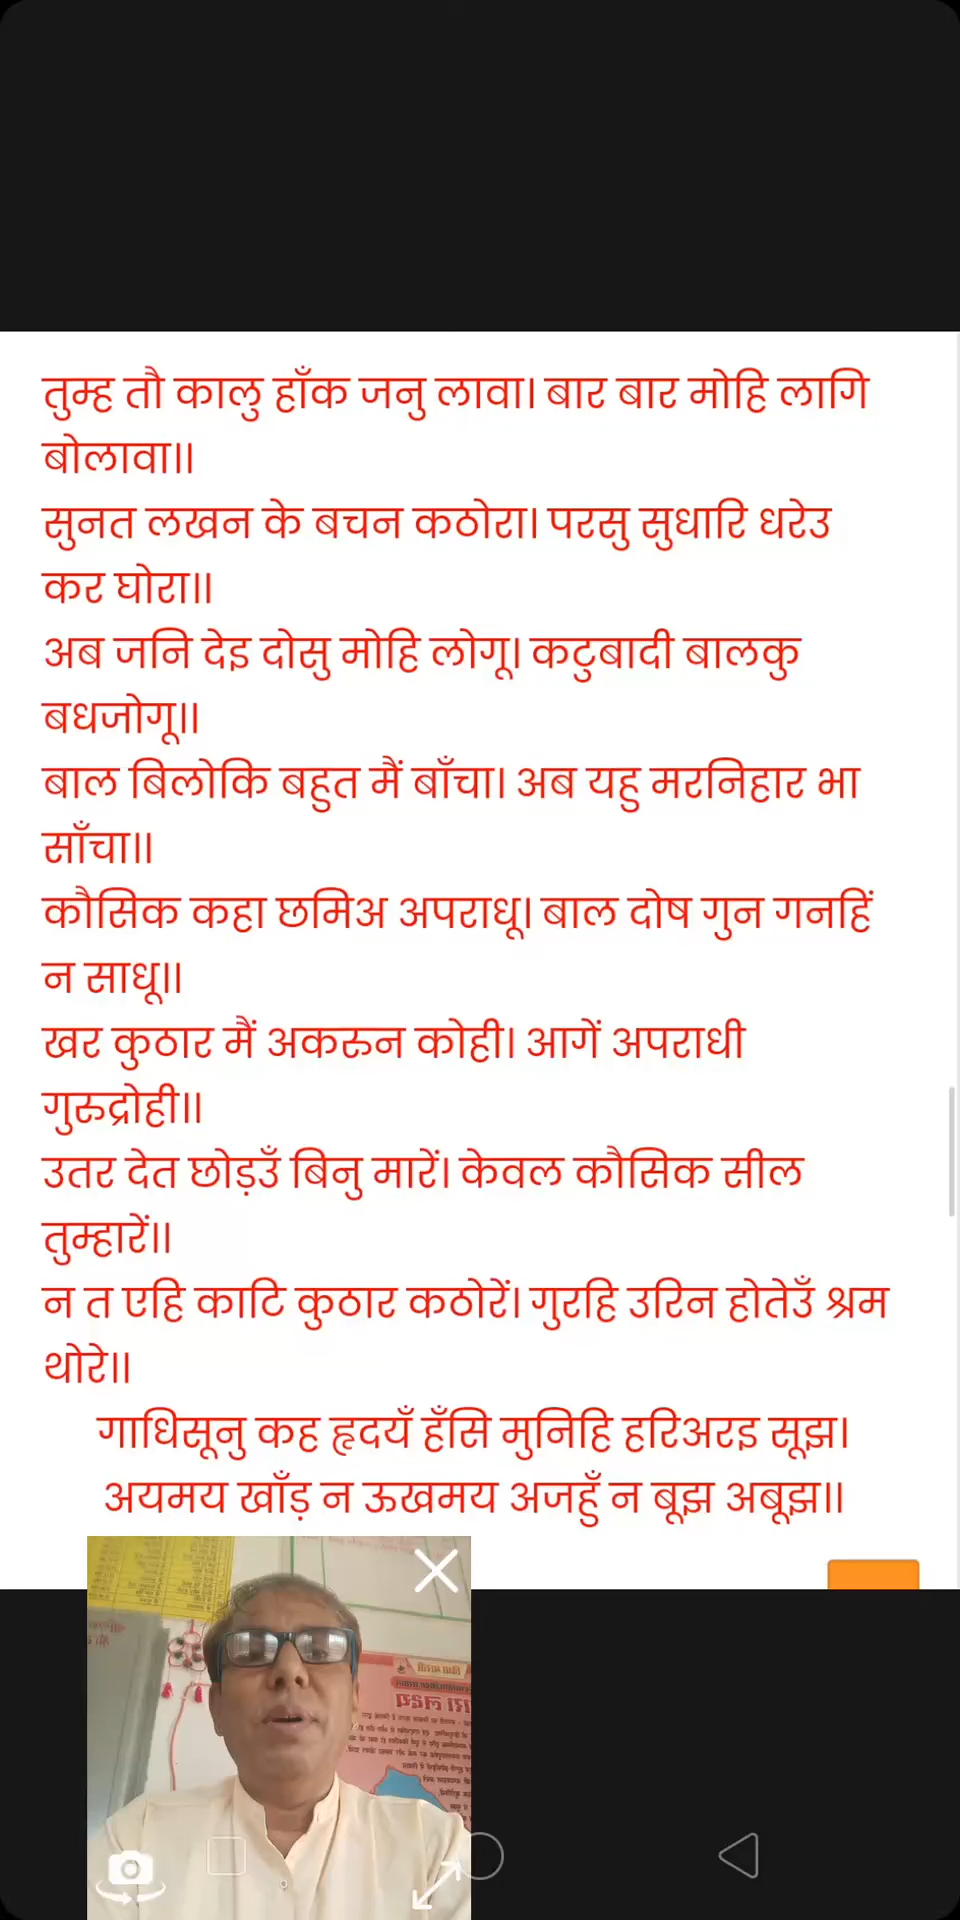 तुम्ह तौ कालु हाँक जनु लावा। बार बार मोहि लागि
बोलावा।।
सुनत लखन के बचन कठोरा। परसु सुधारि धरेउ
कर घोरा।।
अब जनि देइ दोसु मोहि लोगू। कटुबादी बालकु
बधजोगू।।
बाल बिलोकि बहुत मैं बाँचा। अब यहु मरनिहार भा
साँचा।।
कौसिक कहा छमिअ अपराधू। बाल दोष गुन गनहिं
न साधू।।
खर कुठार मैं अकरुन कोही। आगें अपराधी
गुरुद्रोही।।
उतर देत छोड़उँ बिनु मारें। केवल कौसिक सील
तुम्हारें।।
न त एहि काटि कुठार कठोरें। गुरहि उरिन होतेउँ श्रम
थोरे।।
गाधिसूनु कह हृदयँ हँसि मुनिहि हरिअरइ सूझ।
अयमय खाँड़ न ऊखमय अजहुँ न बूझ अबूझ।।